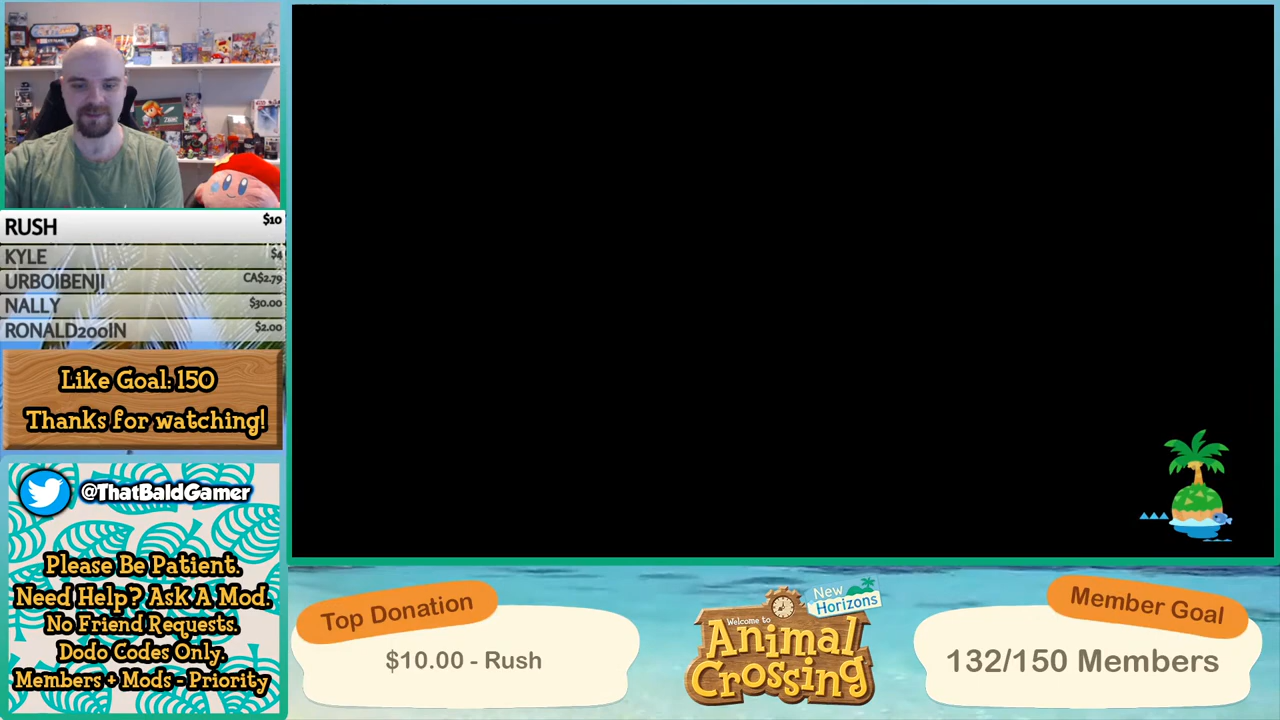 RUSH $10
KYLE $4
URBOIBENJI CA$2.79
NALLY $30.00
RONALD200IN $2.00
Like Goal: 150
Thanks for watching!
@ThatBaldGamer
Please Be Patient.
Need Help? Ask A Mod.
No Friend Requests.
Dodo Codes Only.
Members + Mods - Priority
Top Donation
$10.00 - Rush
New
Horizons
Welcome to
Animal
Crossing
Member Goal
132/150 Members